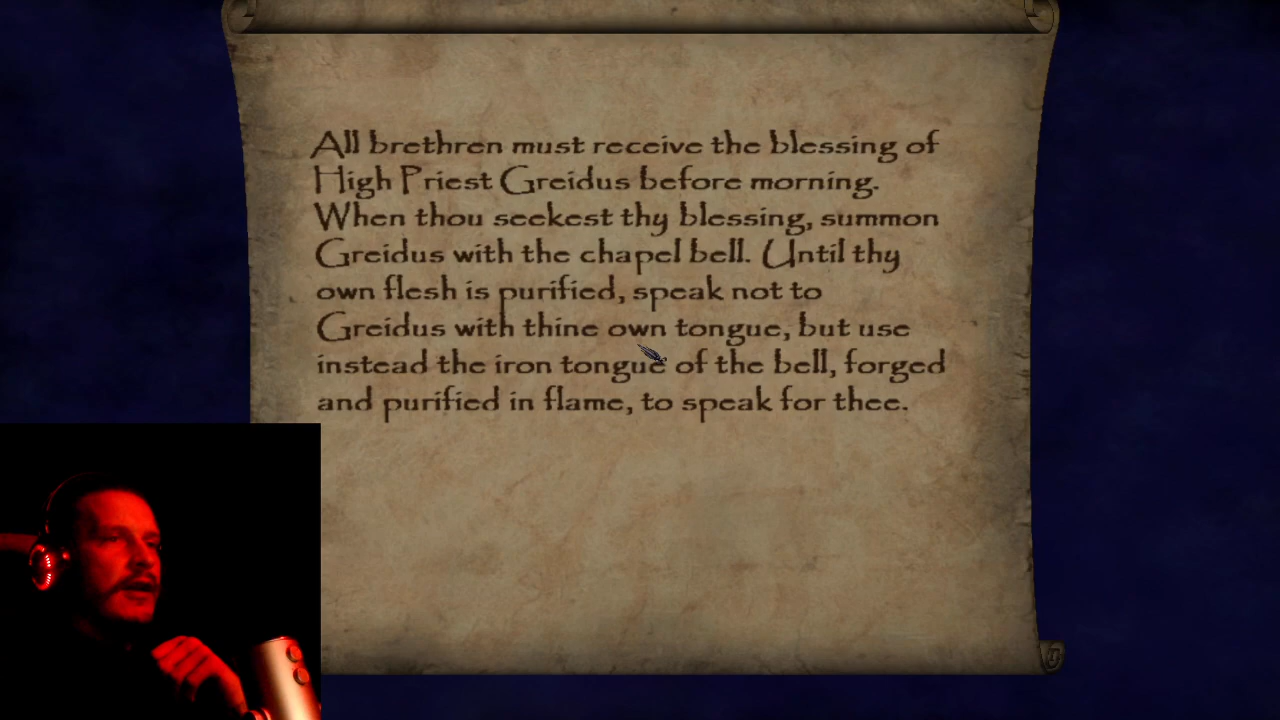 All brethren must receive the blessing of
High Priest Greidus before morning.
When thou seekest thy blessing, summon
Greidus with the chapel bell. Until thy
own flesh is purified, speak not to
Greidus with thine own tongue, but use
instead the iron tongue of the bell, forged
and purified in flame, to speak for thee.